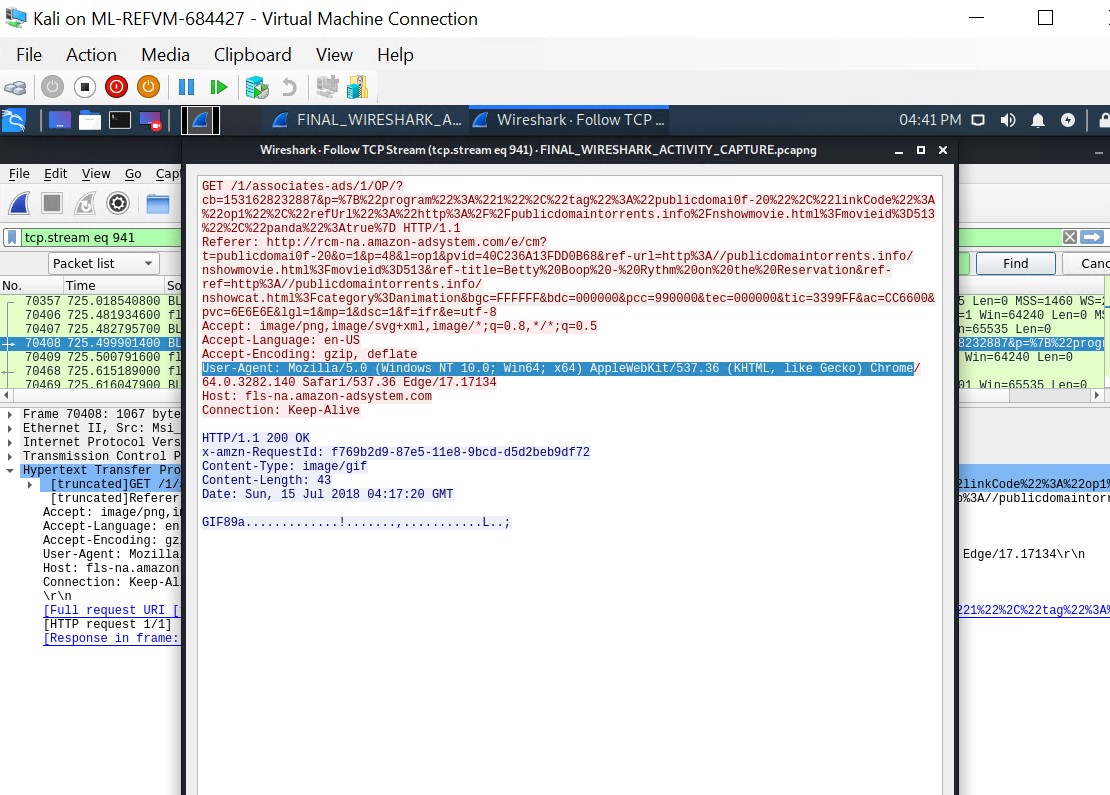 Kali on ML-REFVM-684427 - Virtual Machine Connection
File Action Media Clipboard View Help
FINAL_WIRESHARK_A... Wireshark · Follow TCP ... 04:41 PM
Wireshark · Follow TCP Stream (tcp.stream eq 941) · FINAL_WIRESHARK_ACTIVITY_CAPTURE.pcapng
File Edit View Go Capt
tcp.stream eq 941
Packet list Find Canc
No. Time So
70357 725.018540800 BL 5 Len=0 MSS=1460 WS=2
70406 725.481934600 fl =1 Win=64240 Len=0 MS
70407 725.482795700 BL =65535 Len=0
70408 725.499901400 BL 8232887&p=%7B%22progr
70409 725.500791600 fl Win=64240 Len=0
70468 725.615189000 fl
70469 725.616047900 BL 01 Win=65535 Len=0
Frame 70408: 1067 byte
Ethernet II, Src: Msi_
Internet Protocol Vers
Transmission Control P
Hypertext Transfer Pro
[truncated]GET /1/a 2linkCode%22%3A%22op1%
[truncated]Referer p%3A//publicdomaintorr
Accept: image/png,im
Accept-Language: en
Accept-Encoding: gz
User-Agent: Mozilla Edge/17.17134\r\n
Host: fls-na.amazon
Connection: Keep-Al
\r\n
[Full request URI [ 221%22%2C%22tag%22%3A%
[HTTP request 1/1]
[Response in frame:
GET /1/associates-ads/1/OP/?
cb=1531628232887&p=%7B%22program%22%3A%221%22%2C%22tag%22%3A%22publicdomai0f-20%22%2C%22linkCode%22%3A
%22op1%22%2C%22refUrl%22%3A%22http%3A%2F%2Fpublicdomaintorrents.info%2Fnshowmovie.html%3Fmovieid%3D513
%22%2C%22panda%22%3Atrue%7D HTTP/1.1
Referer: http://rcm-na.amazon-adsystem.com/e/cm?
t=publicdomai0f-20&o=1&p=48&l=op1&pvid=40C236A13FDD0B68&ref-url=http%3A//publicdomaintorrents.info/
nshowmovie.html%3Fmovieid%3D513&ref-title=Betty%20Boop%20-%20Rythm%20on%20the%20Reservation&ref-
ref=http%3A//publicdomaintorrents.info/
nshowcat.html%3Fcategory%3Danimation&bgc=FFFFFF&bdc=000000&pcc=990000&tec=000000&tic=3399FF&ac=CC6600&
pvc=6E6E6E&lgl=1&mp=1&dsc=1&f=ifr&e=utf-8
Accept: image/png,image/svg+xml,image/*;q=0.8,*/*;q=0.5
Accept-Language: en-US
Accept-Encoding: gzip, deflate
User-Agent: Mozilla/5.0 (Windows NT 10.0; Win64; x64) AppleWebKit/537.36 (KHTML, like Gecko) Chrome/
64.0.3282.140 Safari/537.36 Edge/17.17134
Host: fls-na.amazon-adsystem.com
Connection: Keep-Alive
HTTP/1.1 200 OK
x-amzn-RequestId: f769b2d9-87e5-11e8-9bcd-d5d2beb9df72
Content-Type: image/gif
Content-Length: 43
Date: Sun, 15 Jul 2018 04:17:20 GMT
GIF89a.............!.......,...........L..;